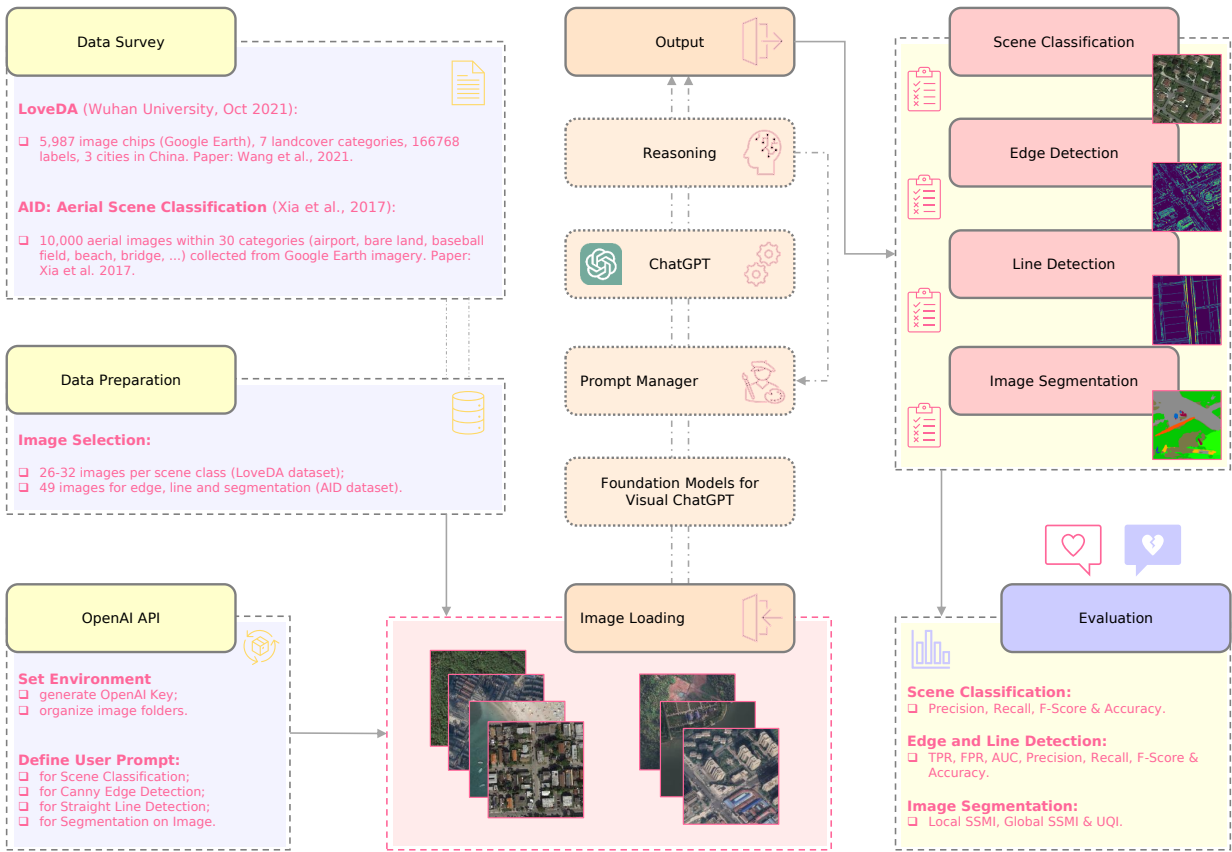 Data Survey
LoveDA (Wuhan University, Oct 2021):
❑ 5,987 image chips (Google Earth), 7 landcover categories, 166768
labels, 3 cities in China. Paper: Wang et al., 2021.
AID: Aerial Scene Classification (Xia et al., 2017):
❑ 10,000 aerial images within 30 categories (airport, bare land, baseball
field, beach, bridge, ...) collected from Google Earth imagery. Paper:
Xia et al. 2017.
Data Preparation
Image Selection:
❑ 26-32 images per scene class (LoveDA dataset);
❑ 49 images for edge, line and segmentation (AID dataset).
OpenAI API
Set Environment
❑ generate OpenAI Key;
❑ organize image folders.
Define User Prompt:
❑ for Scene Classification;
❑ for Canny Edge Detection;
❑ for Straight Line Detection;
❑ for Segmentation on Image.
Output
Reasoning
ChatGPT
Prompt Manager
Foundation Models for
Visual ChatGPT
Image Loading
Scene Classification
Edge Detection
Line Detection
Image Segmentation
Evaluation
Scene Classification:
❑ Precision, Recall, F-Score & Accuracy.
Edge and Line Detection:
❑ TPR, FPR, AUC, Precision, Recall, F-Score &
Accuracy.
Image Segmentation:
❑ Local SSMI, Global SSMI & UQI.